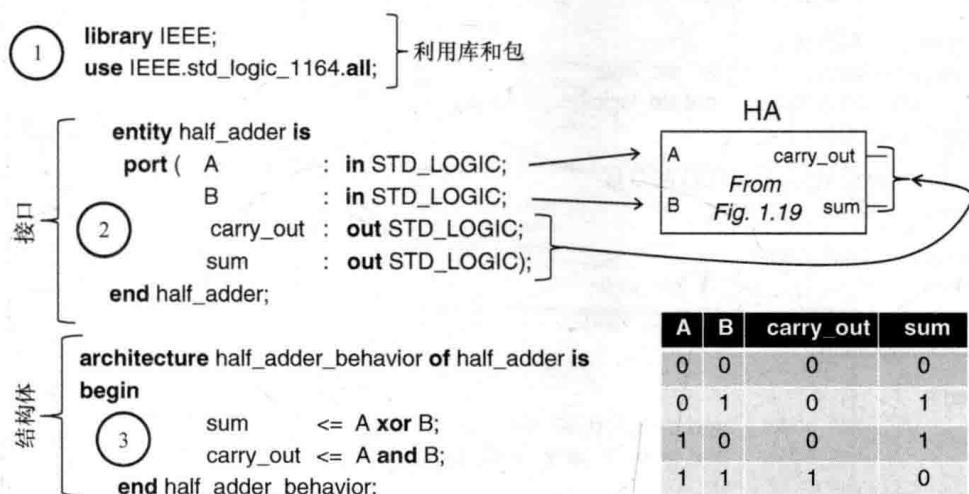 1
library IEEE;
use IEEE.std_logic_1164.all;
利用库和包
接口
2
entity half_adder is
port ( A : in STD_LOGIC;
B : in STD_LOGIC;
carry_out : out STD_LOGIC;
sum : out STD_LOGIC);
end half_adder;
HA
A carry_out
From
Fig. 1.19
B sum
结构体
3
architecture half_adder_behavior of half_adder is
begin
sum <= A xor B;
carry_out <= A and B;
end half_adder_behavior;
A B carry_out sum
0 0 0 0
0 1 0 1
1 0 0 1
1 1 1 0